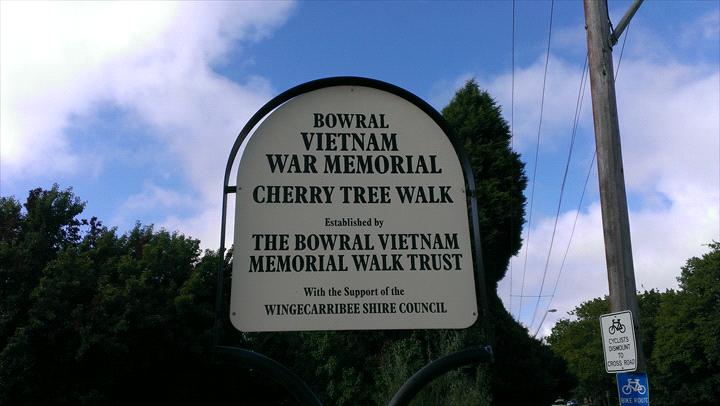 BOWRAL
VIETNAM
WAR MEMORIAL
CHERRY TREE WALK
Established by
THE BOWRAL VIETNAM
MEMORIAL WALK TRUST
With the Support of the
WINGECARRIBEE SHIRE COUNCIL
CYCLISTS
DISMOUNT
TO
CROSS ROAD
BIKE ROUTE